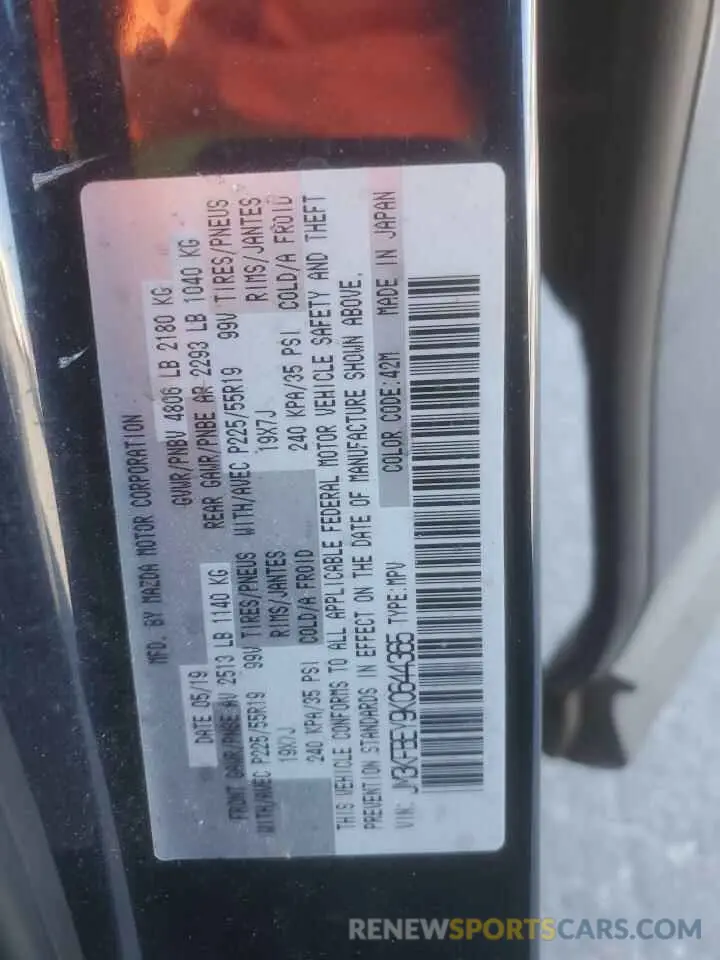 MFD. BY MAZDA MOTOR CORPORATION
DATE 05/19 GVWR/PNBV 4806 LB 2180 KG
FRONT GAWR/PNBE AV 2513 LB 1140 KG REAR GAWR/PNBE AR 2293 LB 1040 KG
WITH/AVEC P225/55R19 99V TIRES/PNEUS WITH/AVEC P225/55R19 99V TIRES/PNEUS
19X7J RIMS/JANTES 19X7J RIMS/JANTES
240 KPA/35 PSI COLD/A FROID 240 KPA/35 PSI COLD/A FROID
THIS VEHICLE CONFORMS TO ALL APPLICABLE FEDERAL MOTOR VEHICLE SAFETY AND THEFT
PREVENTION STANDARDS IN EFFECT ON THE DATE OF MANUFACTURE SHOWN ABOVE.
COLOR CODE:42M MADE IN JAPAN
VIN: JM3KFBEY9K0644365 TYPE:MPV
RENEWSPORTSCARS.COM